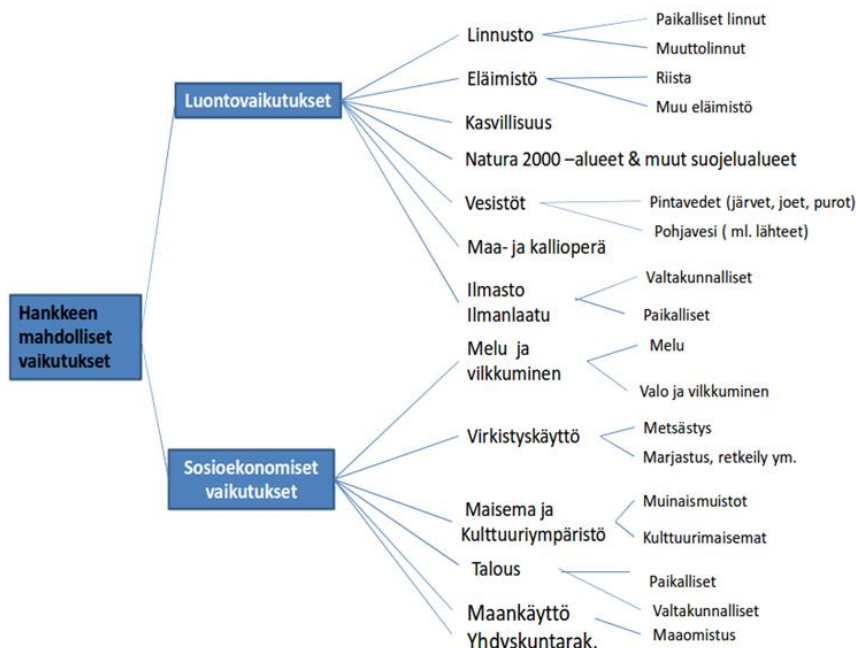 Hankkeen
mahdolliset
vaikutukset
Luontovaikutukset
Linnusto
Paikalliset linnut
Muuttolinnut
Eläimistö
Riista
Muu eläimistö
Kasvillisuus
Natura 2000 –alueet & muut suojelualueet
Vesistöt
Pintavedet (järvet, joet, purot)
Pohjavesi ( ml. lähteet)
Maa- ja kallioperä
Ilmasto
Ilmanlaatu
Valtakunnalliset
Paikalliset
Sosioekonomiset
vaikutukset
Melu ja
vilkkuminen
Melu
Valo ja vilkkuminen
Virkistyskäyttö
Metsästys
Marjastus, retkeily ym.
Maisema ja
Kulttuuriympäristö
Muinaismuistot
Kulttuurimaisemat
Talous
Paikalliset
Valtakunnalliset
Maankäyttö
Yhdyskuntarak.
Maaomistus